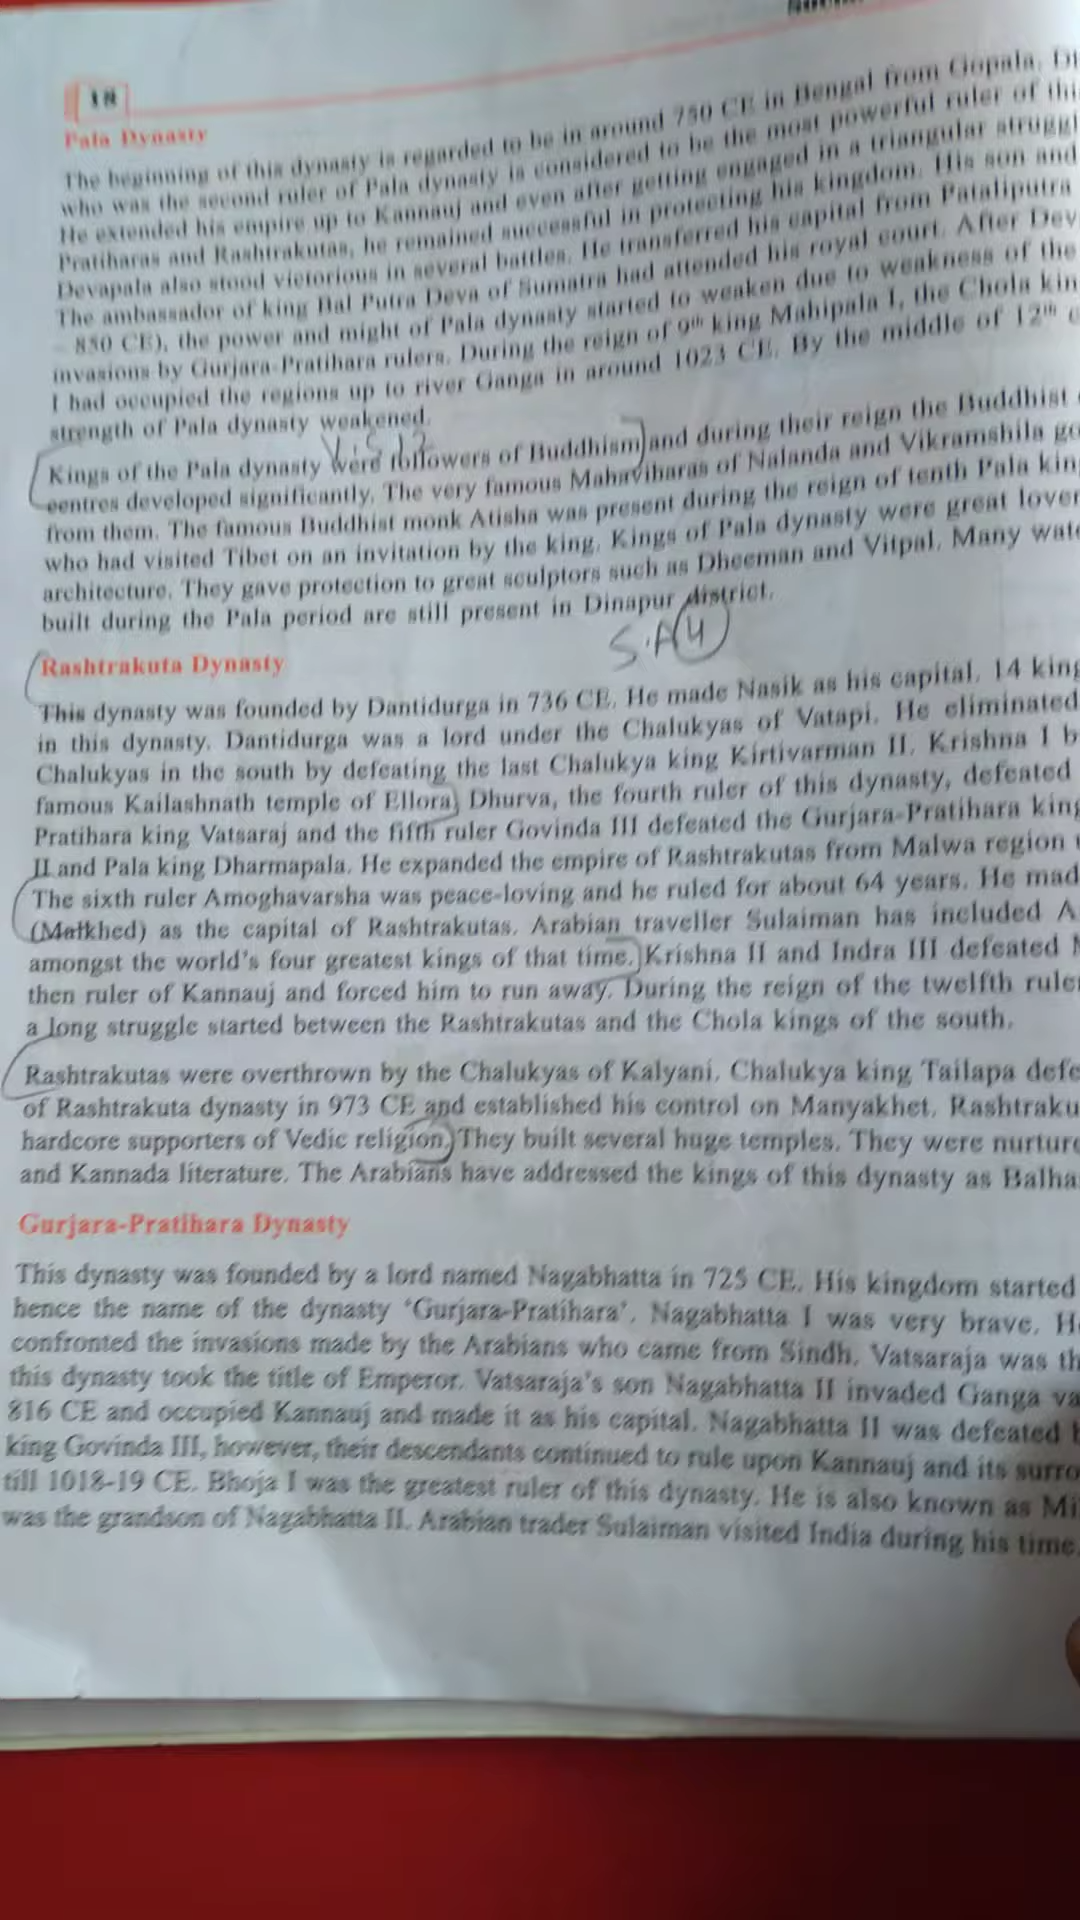 18
Pala Dynasty
The beginning of this dynasty is regarded to be in around 750 CE in Bengal from Gopala.
who was the second ruler of Pala dynasty is considered to be the most powerful ruler of
He extended his empire up to Kannauj and even after getting engaged in a triangular
Pratiharas and Rashtrakutas, he remained successful in protecting his kingdom. His son and
Devapala also stood victorious in several battles. He transferred his capital from Pataliputra
The ambassador of king Bal Putra Deva of Sumatra had attended his royal court. After
– 850 CE), the power and might of Pala dynasty started to weaken due to weakness of the
invasions by Gurjara-Pratihara rulers. During the reign of 9th king Mahipala I, the Chola
I had occupied the regions up to river Ganga in around 1023 CE. By the middle of 12th
strength of Pala dynasty weakened.
Kings of the Pala dynasty were followers of Buddhism and during their reign the Buddhist
centres developed significantly. The very famous Mahaviharas of Nalanda and Vikramshila
from them. The famous Buddhist monk Atisha was present during the reign of tenth Pala
who had visited Tibet on an invitation by the king. Kings of Pala dynasty were great
architecture. They gave protection to great sculptors such as Dheeman and Vitpal. Many
built during the Pala period are still present in Dinapur district.
S.A 4
Rashtrakuta Dynasty
This dynasty was founded by Dantidurga in 736 CE. He made Nasik as his capital. 14
in this dynasty. Dantidurga was a lord under the Chalukyas of Vatapi. He eliminated
Chalukyas in the south by defeating the last Chalukya king Kirtivarman II. Krishna I
famous Kailashnath temple of Ellora. Dhurva, the fourth ruler of this dynasty, defeated
Pratihara king Vatsaraj and the fifth ruler Govinda III defeated the Gurjara-Pratihara
II and Pala king Dharmapala. He expanded the empire of Rashtrakutas from Malwa region
The sixth ruler Amoghavarsha was peace-loving and he ruled for about 64 years. He
(Malkhed) as the capital of Rashtrakutas. Arabian traveller Sulaiman has included
amongst the world's four greatest kings of that time. Krishna II and Indra III defeated
then ruler of Kannauj and forced him to run away. During the reign of the twelfth
a long struggle started between the Rashtrakutas and the Chola kings of the south.
Rashtrakutas were overthrown by the Chalukyas of Kalyani. Chalukya king Tailapa
of Rashtrakuta dynasty in 973 CE and established his control on Manyakhet.
hardcore supporters of Vedic religion. They built several huge temples. They were
and Kannada literature. The Arabians have addressed the kings of this dynasty as
Gurjara-Pratihara Dynasty
This dynasty was founded by a lord named Nagabhatta in 725 CE. His kingdom started
hence the name of the dynasty 'Gurjara-Pratihara'. Nagabhatta I was very brave.
confronted the invasions made by the Arabians who came from Sindh. Vatsaraja was
this dynasty took the title of Emperor. Vatsaraja's son Nagabhatta II invaded Ganga
816 CE and occupied Kannauj and made it as his capital. Nagabhatta II was defeated
king Govinda III, however, their descendants continued to rule upon Kannauj and its
till 1018-19 CE. Bhoja I was the greatest ruler of this dynasty. He is also known as
was the grandson of Nagabhatta II. Arabian trader Sulaiman visited India during his time.